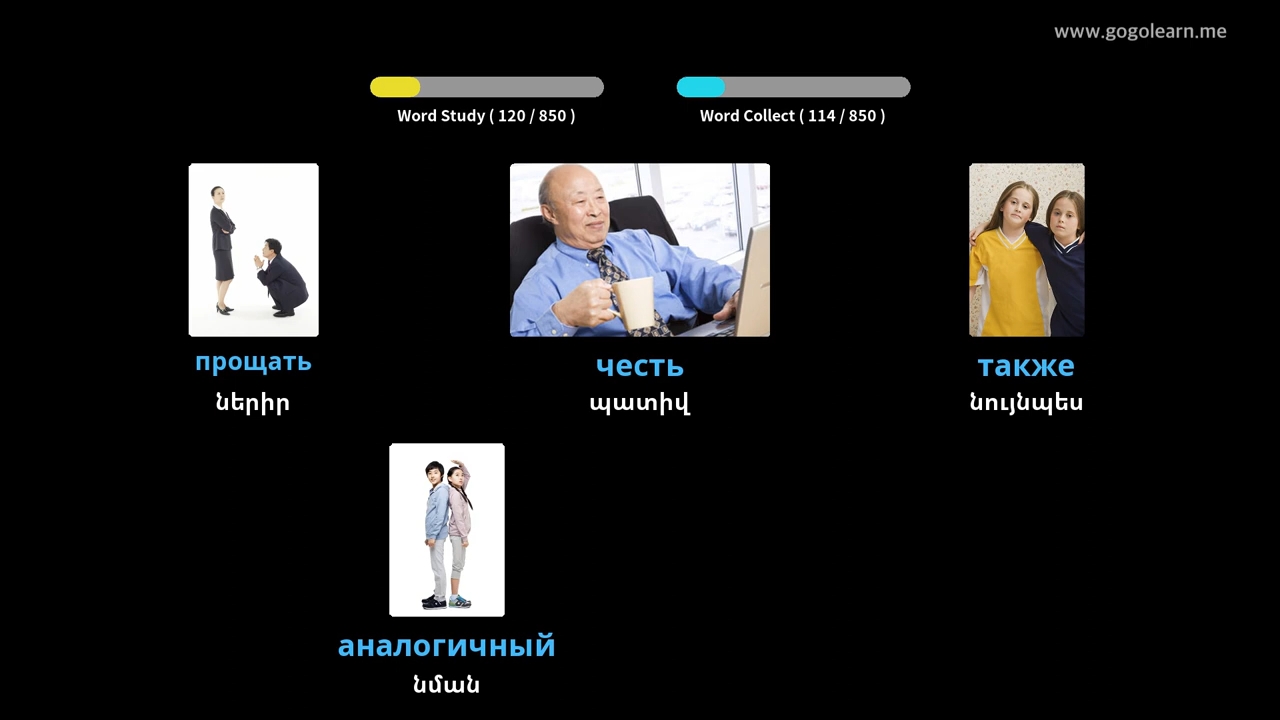 www.gogolearn.me
Word Study ( 120 / 850 )
Word Collect ( 114 / 850 )
прощать
ներիր
честь
պատիվ
также
նույնպես
аналогичный
նման